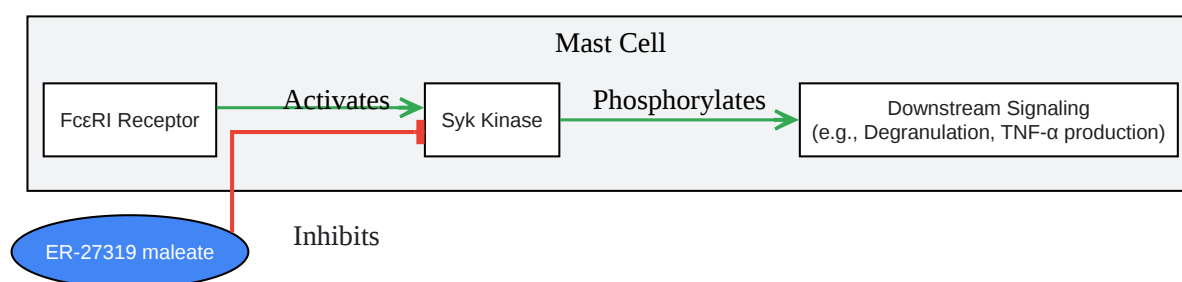 Mast Cell
FcεRI Receptor
Activates
Syk Kinase
Phosphorylates
Downstream Signaling
(e.g., Degranulation, TNF-α production)
ER-27319 maleate
Inhibits